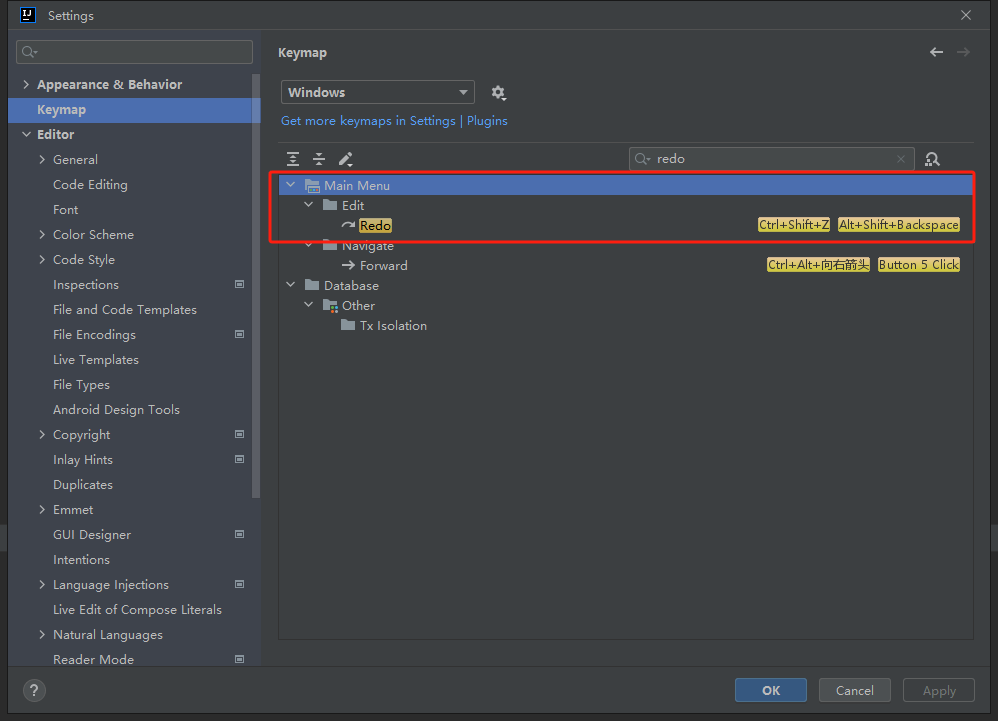 IJ Settings
Keymap
Windows
Get more keymaps in Settings | Plugins
redo
Main Menu
Edit
Redo Ctrl+Shift+Z Alt+Shift+Backspace
Navigate
Forward Ctrl+Alt+向右箭头 Button 5 Click
Database
Other
Tx Isolation
Appearance & Behavior
Keymap
Editor
General
Code Editing
Font
Color Scheme
Code Style
Inspections
File and Code Templates
File Encodings
Live Templates
File Types
Android Design Tools
Copyright
Inlay Hints
Duplicates
Emmet
GUI Designer
Intentions
Language Injections
Live Edit of Compose Literals
Natural Languages
Reader Mode
? OK Cancel Apply